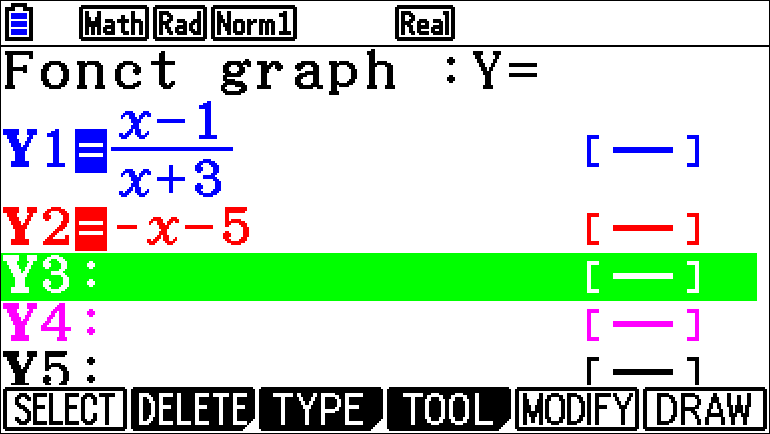 Math Rad Norm1 Real
Fonct graph :Y=
Y1=(x-1)/(x+3) [—]
Y2=-x-5 [—]
Y3: [—]
Y4: [—]
Y5: [—]
SELECT DELETE TYPE TOOL MODIFY DRAW